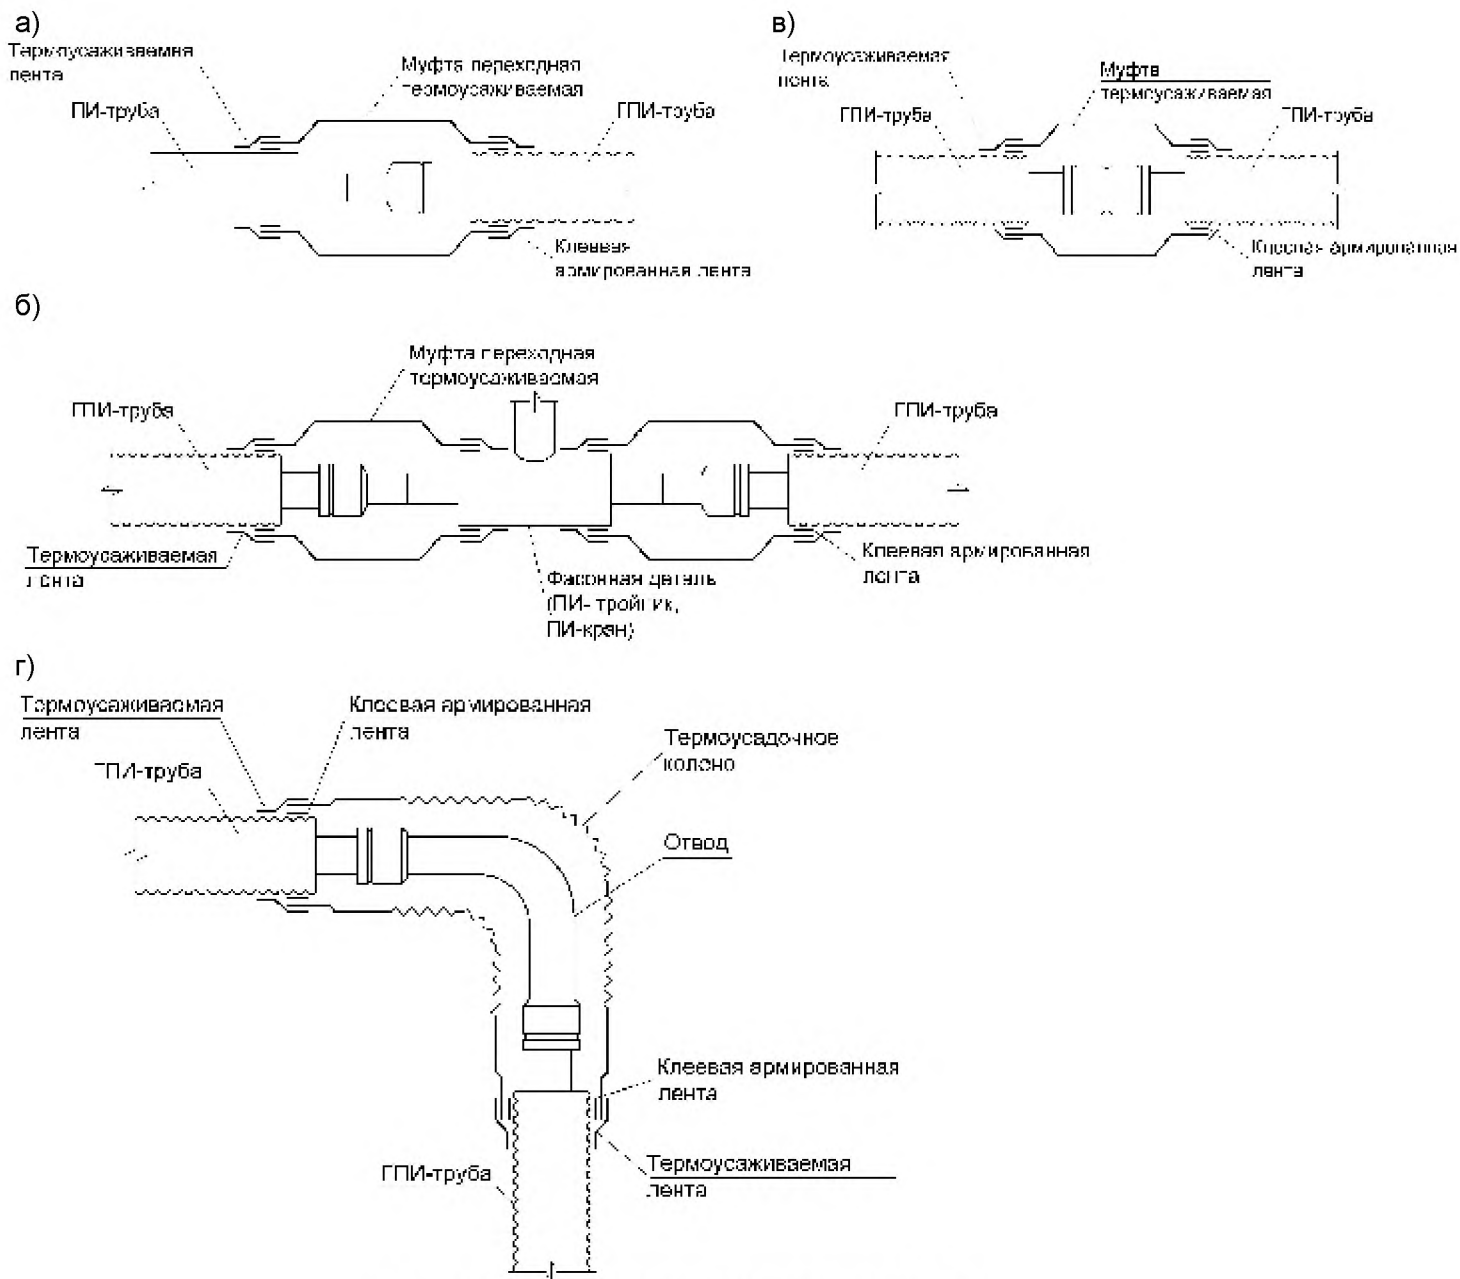 а)
Термоусаживаемая
лента
ПИ-труба
Муфта переходная
термоусаживаемая
ГПИ-труба
Клеевая
армированная лента
в)
Термоусаживаемая
лента
ГПИ-труба
Муфта
термоусаживаемая
ГПИ-труба
Клеевая армированная
лента
б)
Муфта переходная
термоусаживаемая
ГПИ-труба
ГПИ-труба
Термоусаживаемая
лента
Фасонная деталь
(ПИ- тройник,
ПИ-кран)
Клеевая армированная
лента
г)
Термоусаживаемая
лента
Клеевая армированная
лента
ГПИ-труба
Термоусадочное
колено
Отвод
Клеевая армированная
лента
ГПИ-труба
Термоусаживаемая
лента